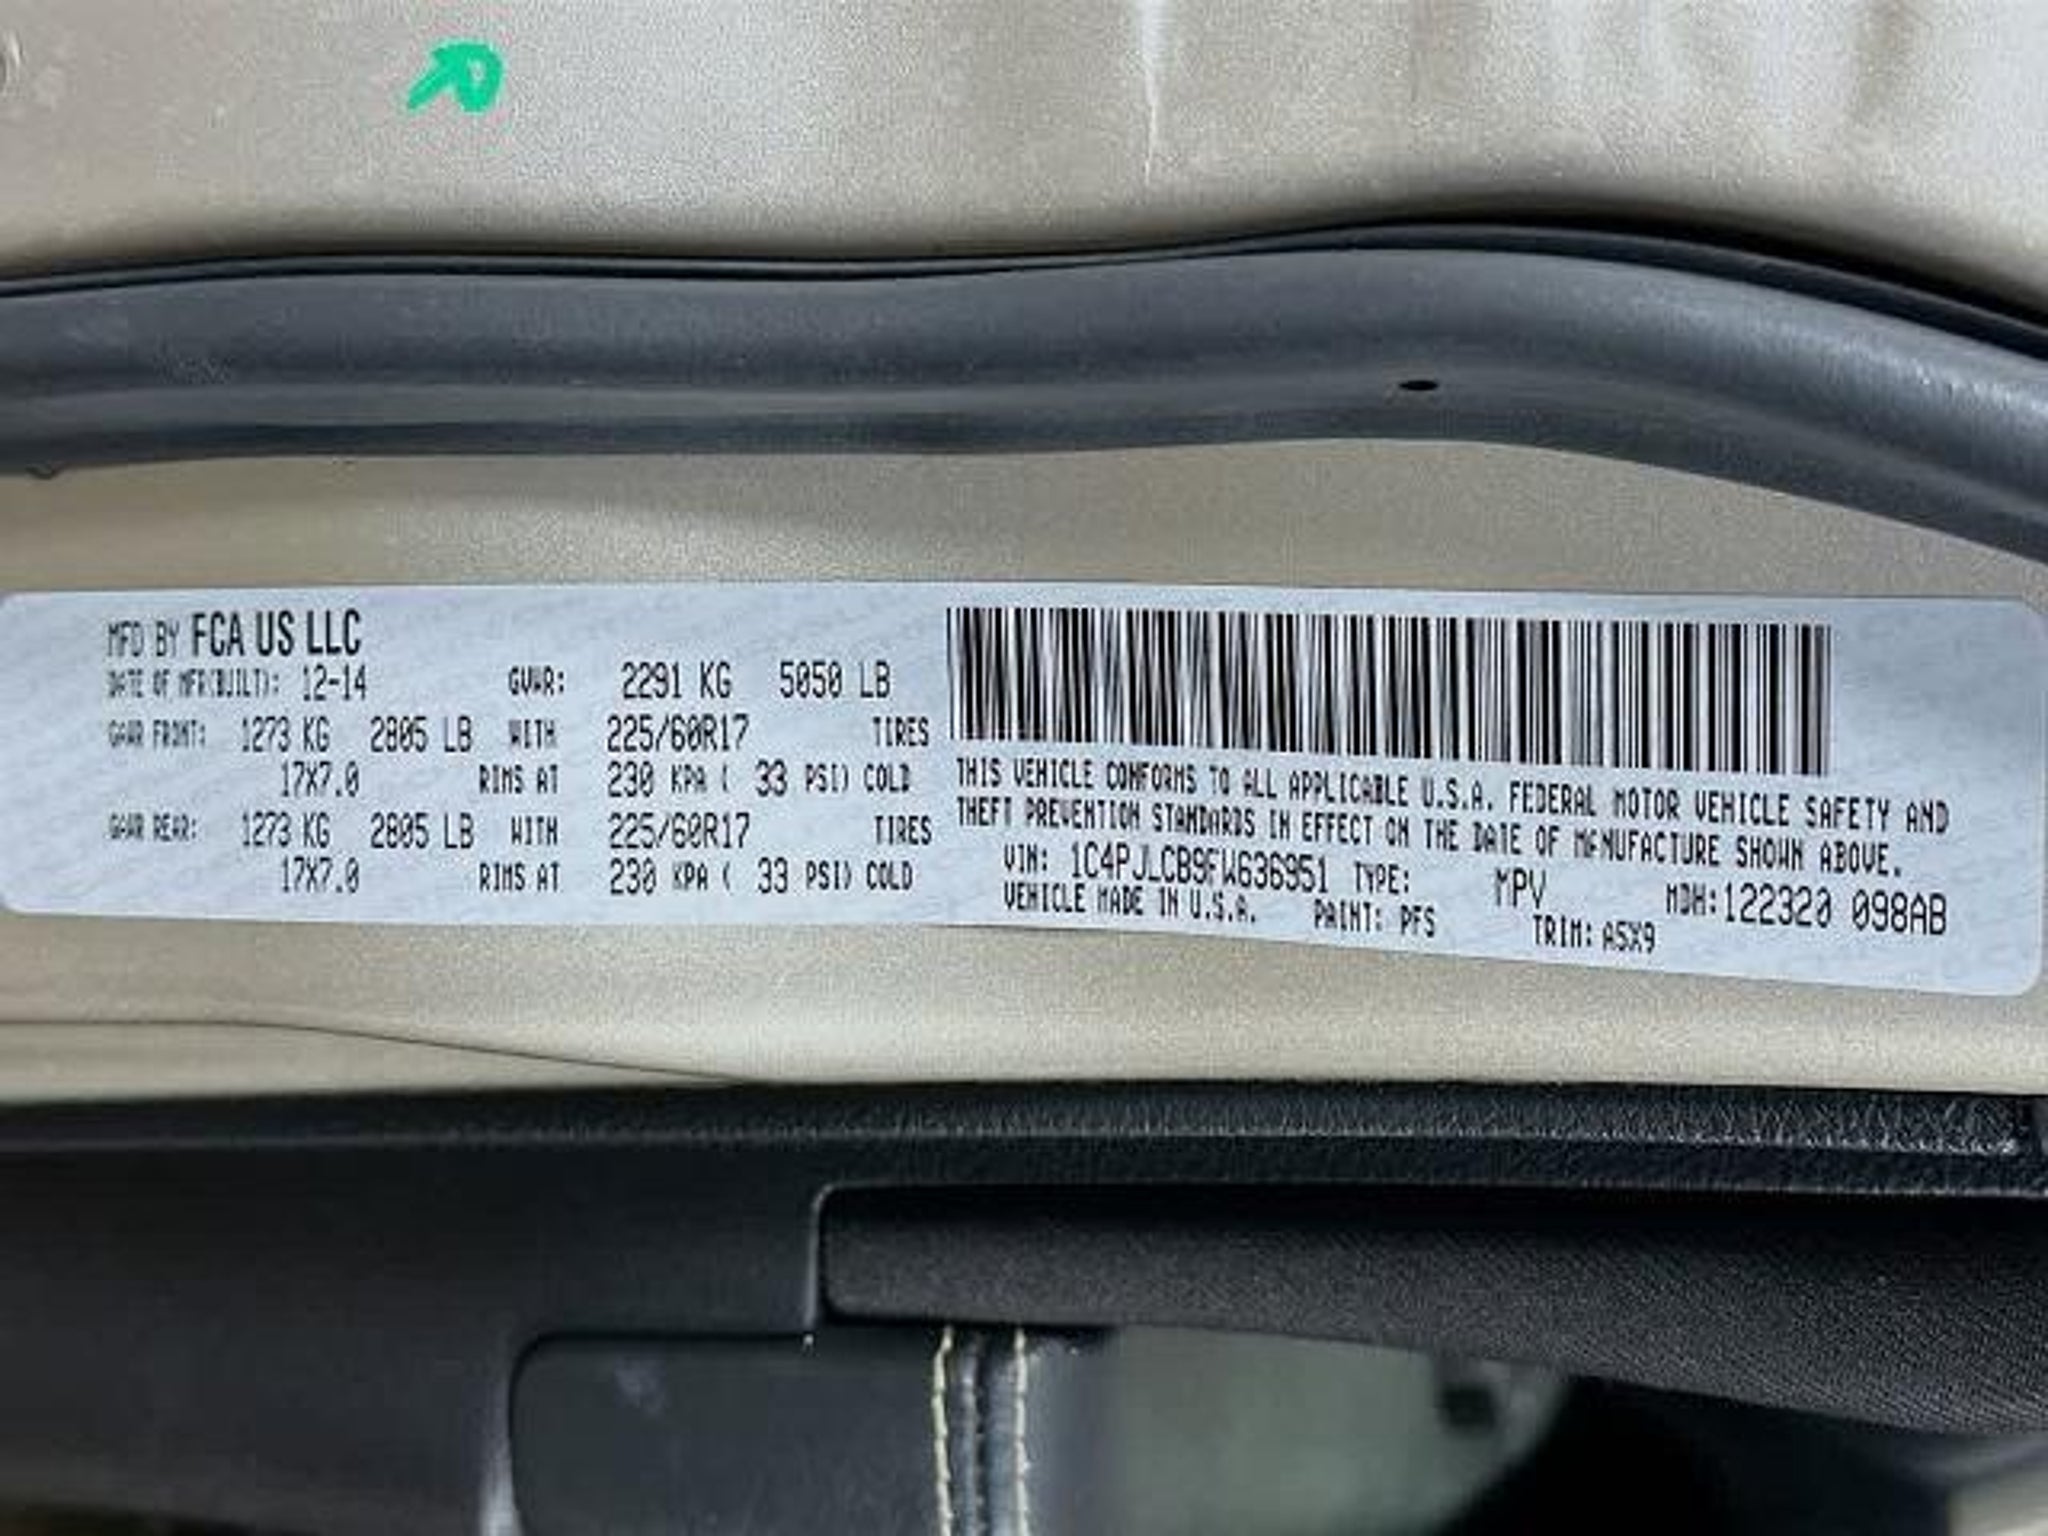 MFD BY FCA US LLC
DATE OF MFR(BUILT): 12-14 GVWR: 2291 KG 5050 LB
GAWR FRONT: 1273 KG 2805 LB WITH 225/60R17 TIRES
17X7.0 RIMS AT 230 KPA ( 33 PSI) COLD
GAWR REAR: 1273 KG 2805 LB WITH 225/60R17 TIRES
17X7.0 RIMS AT 230 KPA ( 33 PSI) COLD
THIS VEHICLE CONFORMS TO ALL APPLICABLE U.S.A. FEDERAL MOTOR VEHICLE SAFETY AND
THEFT PREVENTION STANDARDS IN EFFECT ON THE DATE OF MANUFACTURE SHOWN ABOVE.
VIN: 1C4PJLCB9FW636951 TYPE: MPV MDH:122320 098AB
VEHICLE MADE IN U.S.A. PAINT: PFS TRIM: A5X9